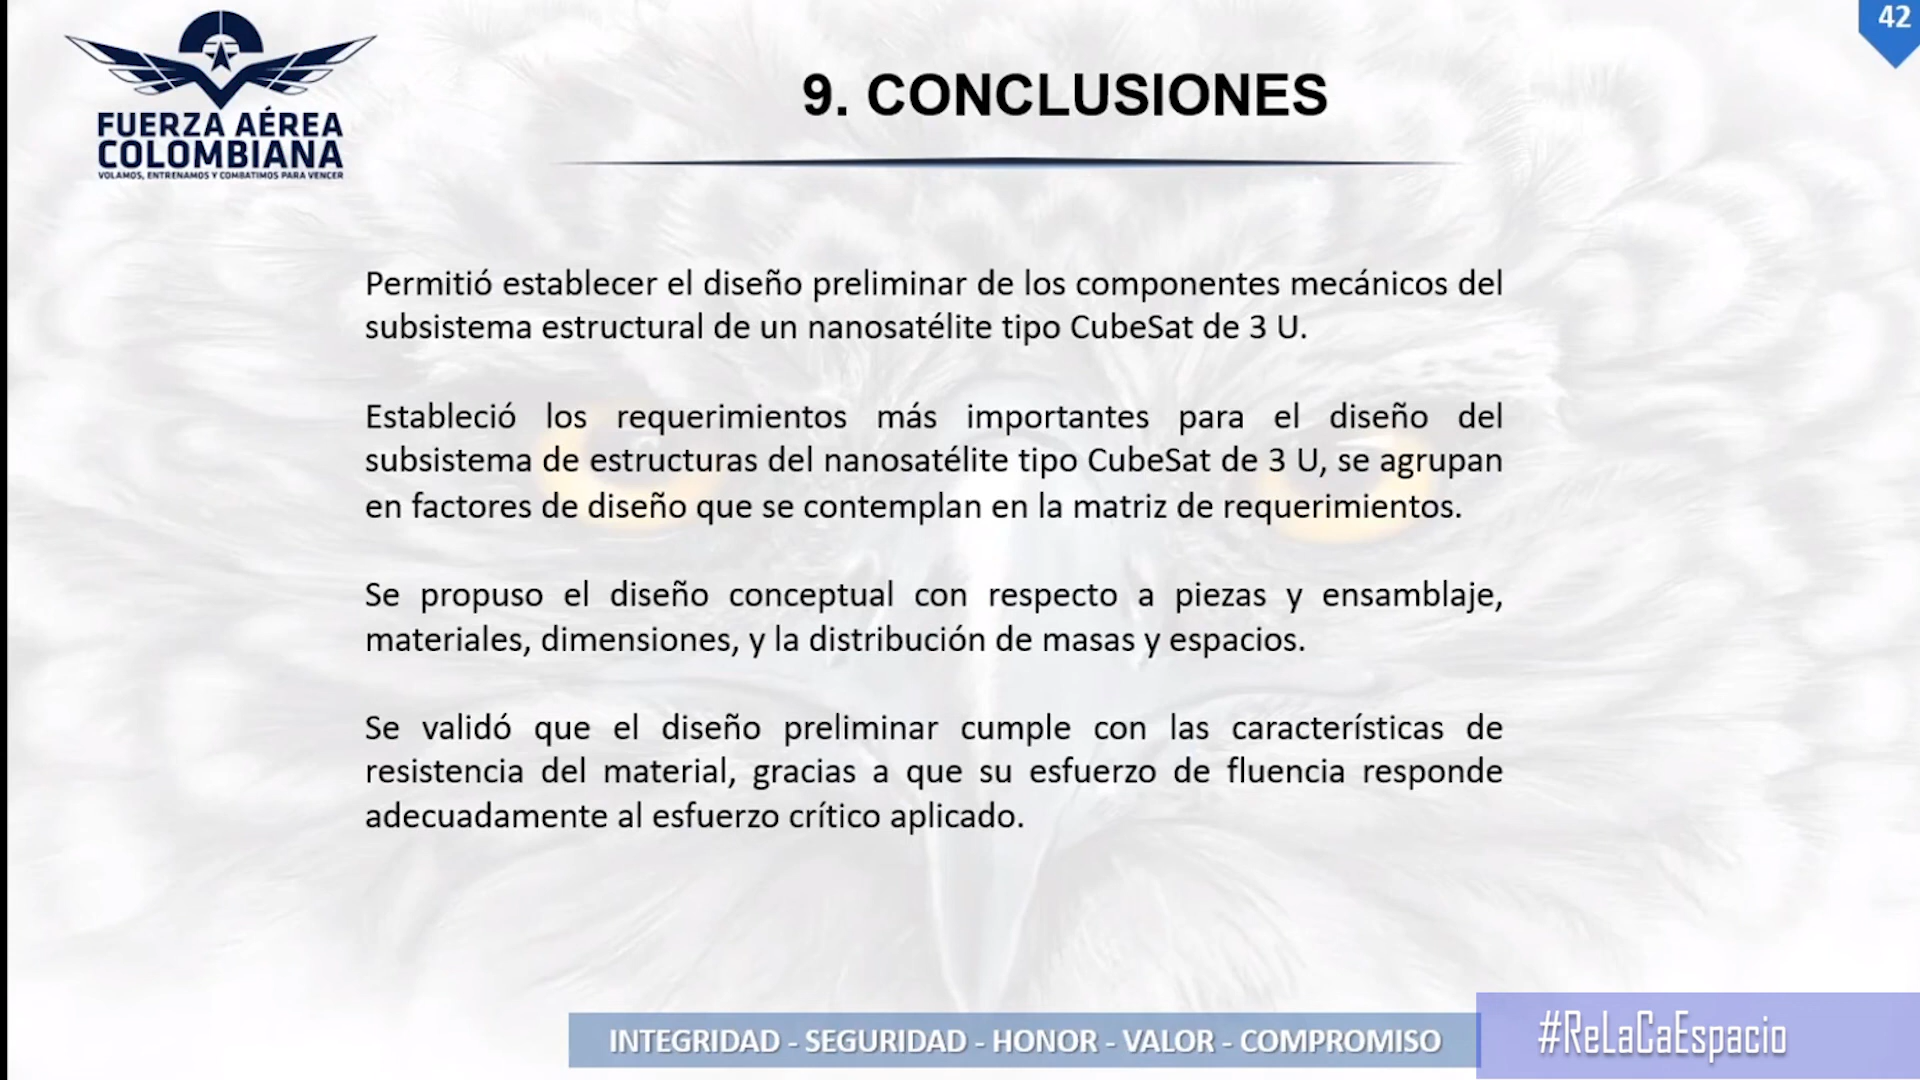 42
FUERZA AÉREA
COLOMBIANA
VOLAMOS, ENTRENAMOS Y COMBATIMOS PARA VENCER
9. CONCLUSIONES
Permitió establecer el diseño preliminar de los componentes mecánicos del
subsistema estructural de un nanosatélite tipo CubeSat de 3 U.
Estableció los requerimientos más importantes para el diseño del
subsistema de estructuras del nanosatélite tipo CubeSat de 3 U, se agrupan
en factores de diseño que se contemplan en la matriz de requerimientos.
Se propuso el diseño conceptual con respecto a piezas y ensamblaje,
materiales, dimensiones, y la distribución de masas y espacios.
Se validó que el diseño preliminar cumple con las características de
resistencia del material, gracias a que su esfuerzo de fluencia responde
adecuadamente al esfuerzo crítico aplicado.
INTEGRIDAD - SEGURIDAD - HONOR - VALOR - COMPROMISO
#ReLaCaEspacio